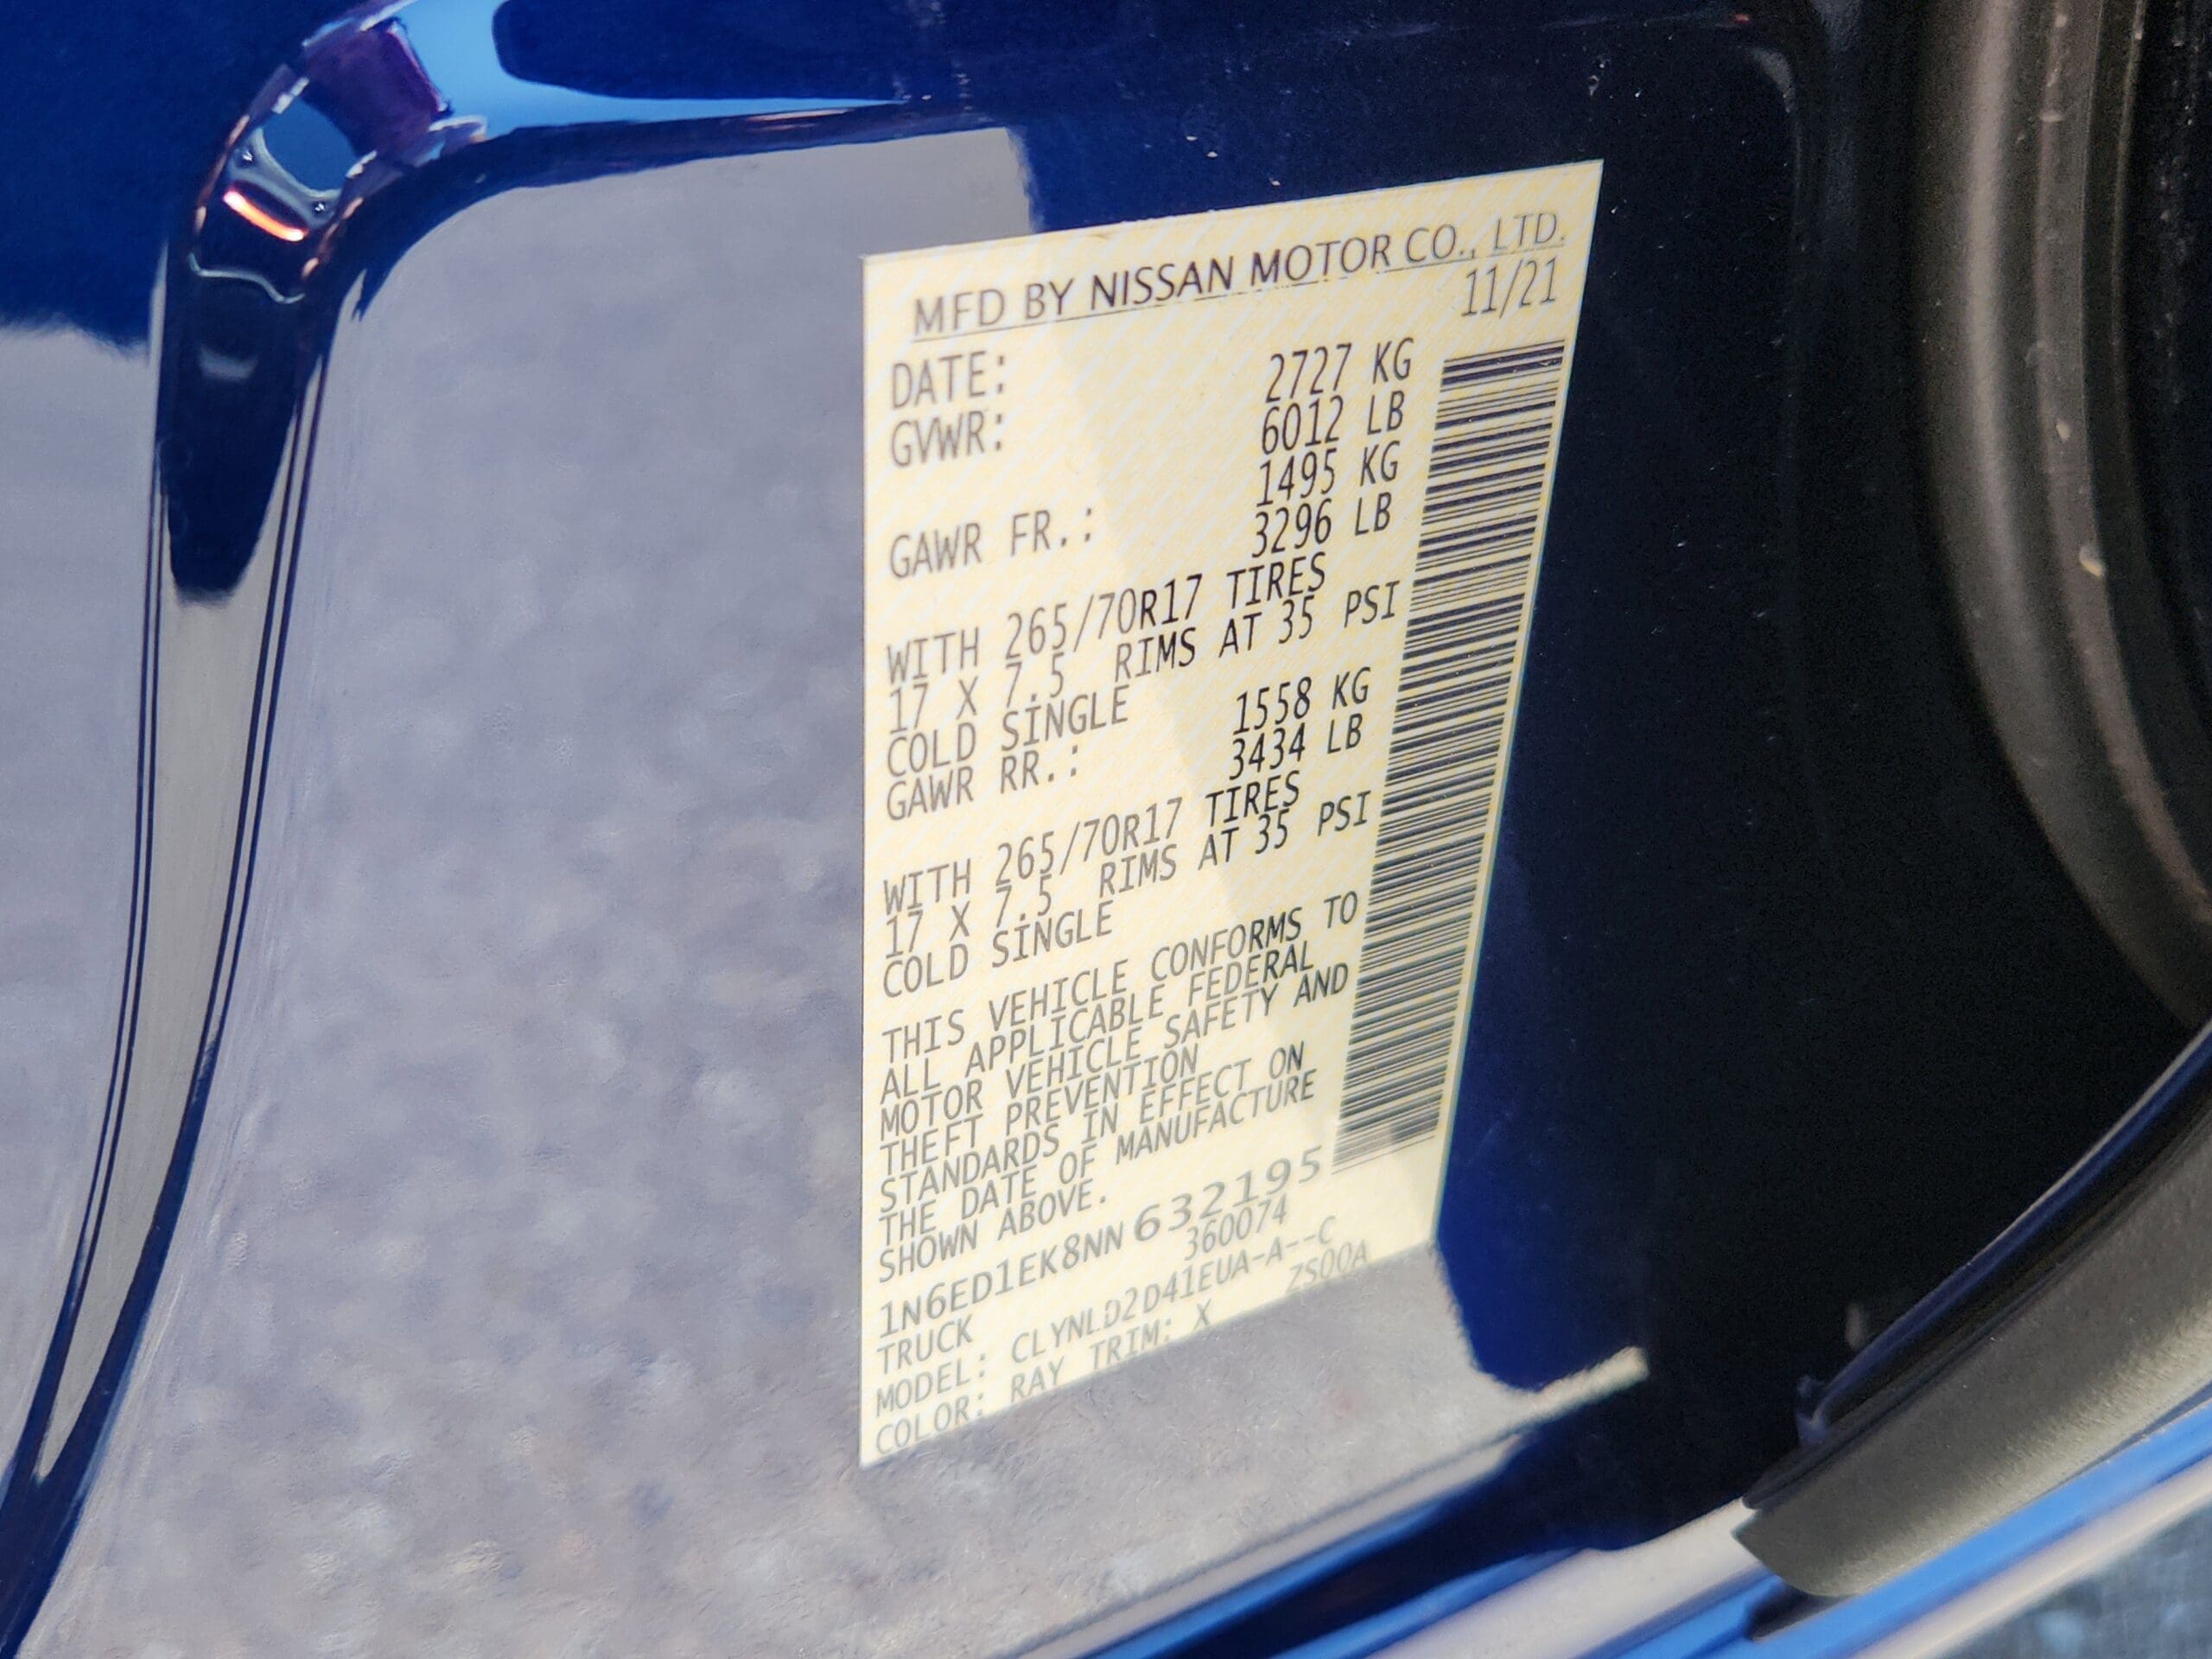 MFD BY NISSAN MOTOR CO., LTD.
DATE: 11/21
GVWR: 2727 KG
6012 LB
GAWR FR.: 1495 KG
3296 LB
WITH 265/70R17 TIRES
17 X 7.5 RIMS AT 35 PSI
COLD SINGLE
GAWR RR.: 1558 KG
3434 LB
WITH 265/70R17 TIRES
17 X 7.5 RIMS AT 35 PSI
COLD SINGLE
THIS VEHICLE CONFORMS TO
ALL APPLICABLE FEDERAL
MOTOR VEHICLE SAFETY AND
THEFT PREVENTION
STANDARDS IN EFFECT ON
THE DATE OF MANUFACTURE
SHOWN ABOVE.
1N6ED1EK8NN632195
TRUCK 360074
MODEL: CLYNLD2D41EUA-A--C
COLOR: RAY TRIM: X ZS00A